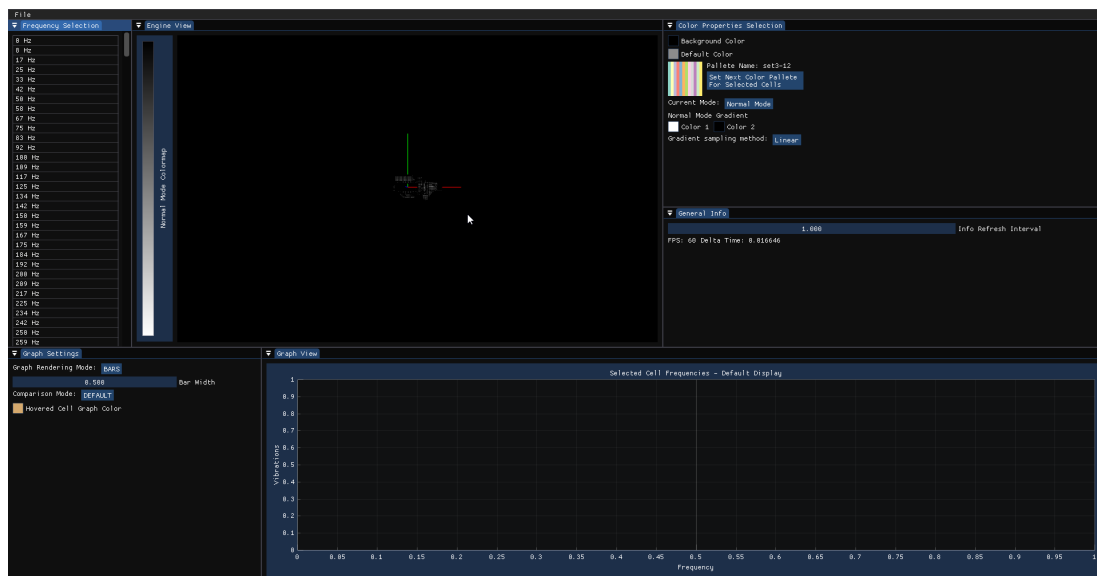 File
Frequency Selection
0 Hz
8 Hz
17 Hz
25 Hz
33 Hz
42 Hz
50 Hz
58 Hz
67 Hz
75 Hz
83 Hz
92 Hz
100 Hz
109 Hz
117 Hz
125 Hz
134 Hz
142 Hz
150 Hz
159 Hz
167 Hz
175 Hz
184 Hz
192 Hz
200 Hz
209 Hz
217 Hz
225 Hz
234 Hz
242 Hz
250 Hz
259 Hz
Engine View
Normal Mode Colormap
Color Properties Selection
Background Color
Default Color
Pallete Name: set3-12
Set Next Color Pallete
For Selected Cells
Current Mode: Normal Mode
Normal Mode Gradient
Color 1 Color 2
Gradient sampling method: Linear
General Info
1.000 Info Refresh Interval
FPS: 60 Delta Time: 0.016646
Graph Settings
Graph Rendering Mode: BARS
0.500 Bar Width
Comparison Mode: DEFAULT
Hovered Cell Graph Color
Graph View
Selected Cell Frequencies - Default Display
Vibrations
1
0.9
0.8
0.7
0.6
0.5
0.4
0.3
0.2
0.1
0
0 0.05 0.1 0.15 0.2 0.25 0.3 0.35 0.4 0.45 0.5 0.55 0.6 0.65 0.7 0.75 0.8 0.85 0.9 0.95 1
Frequency